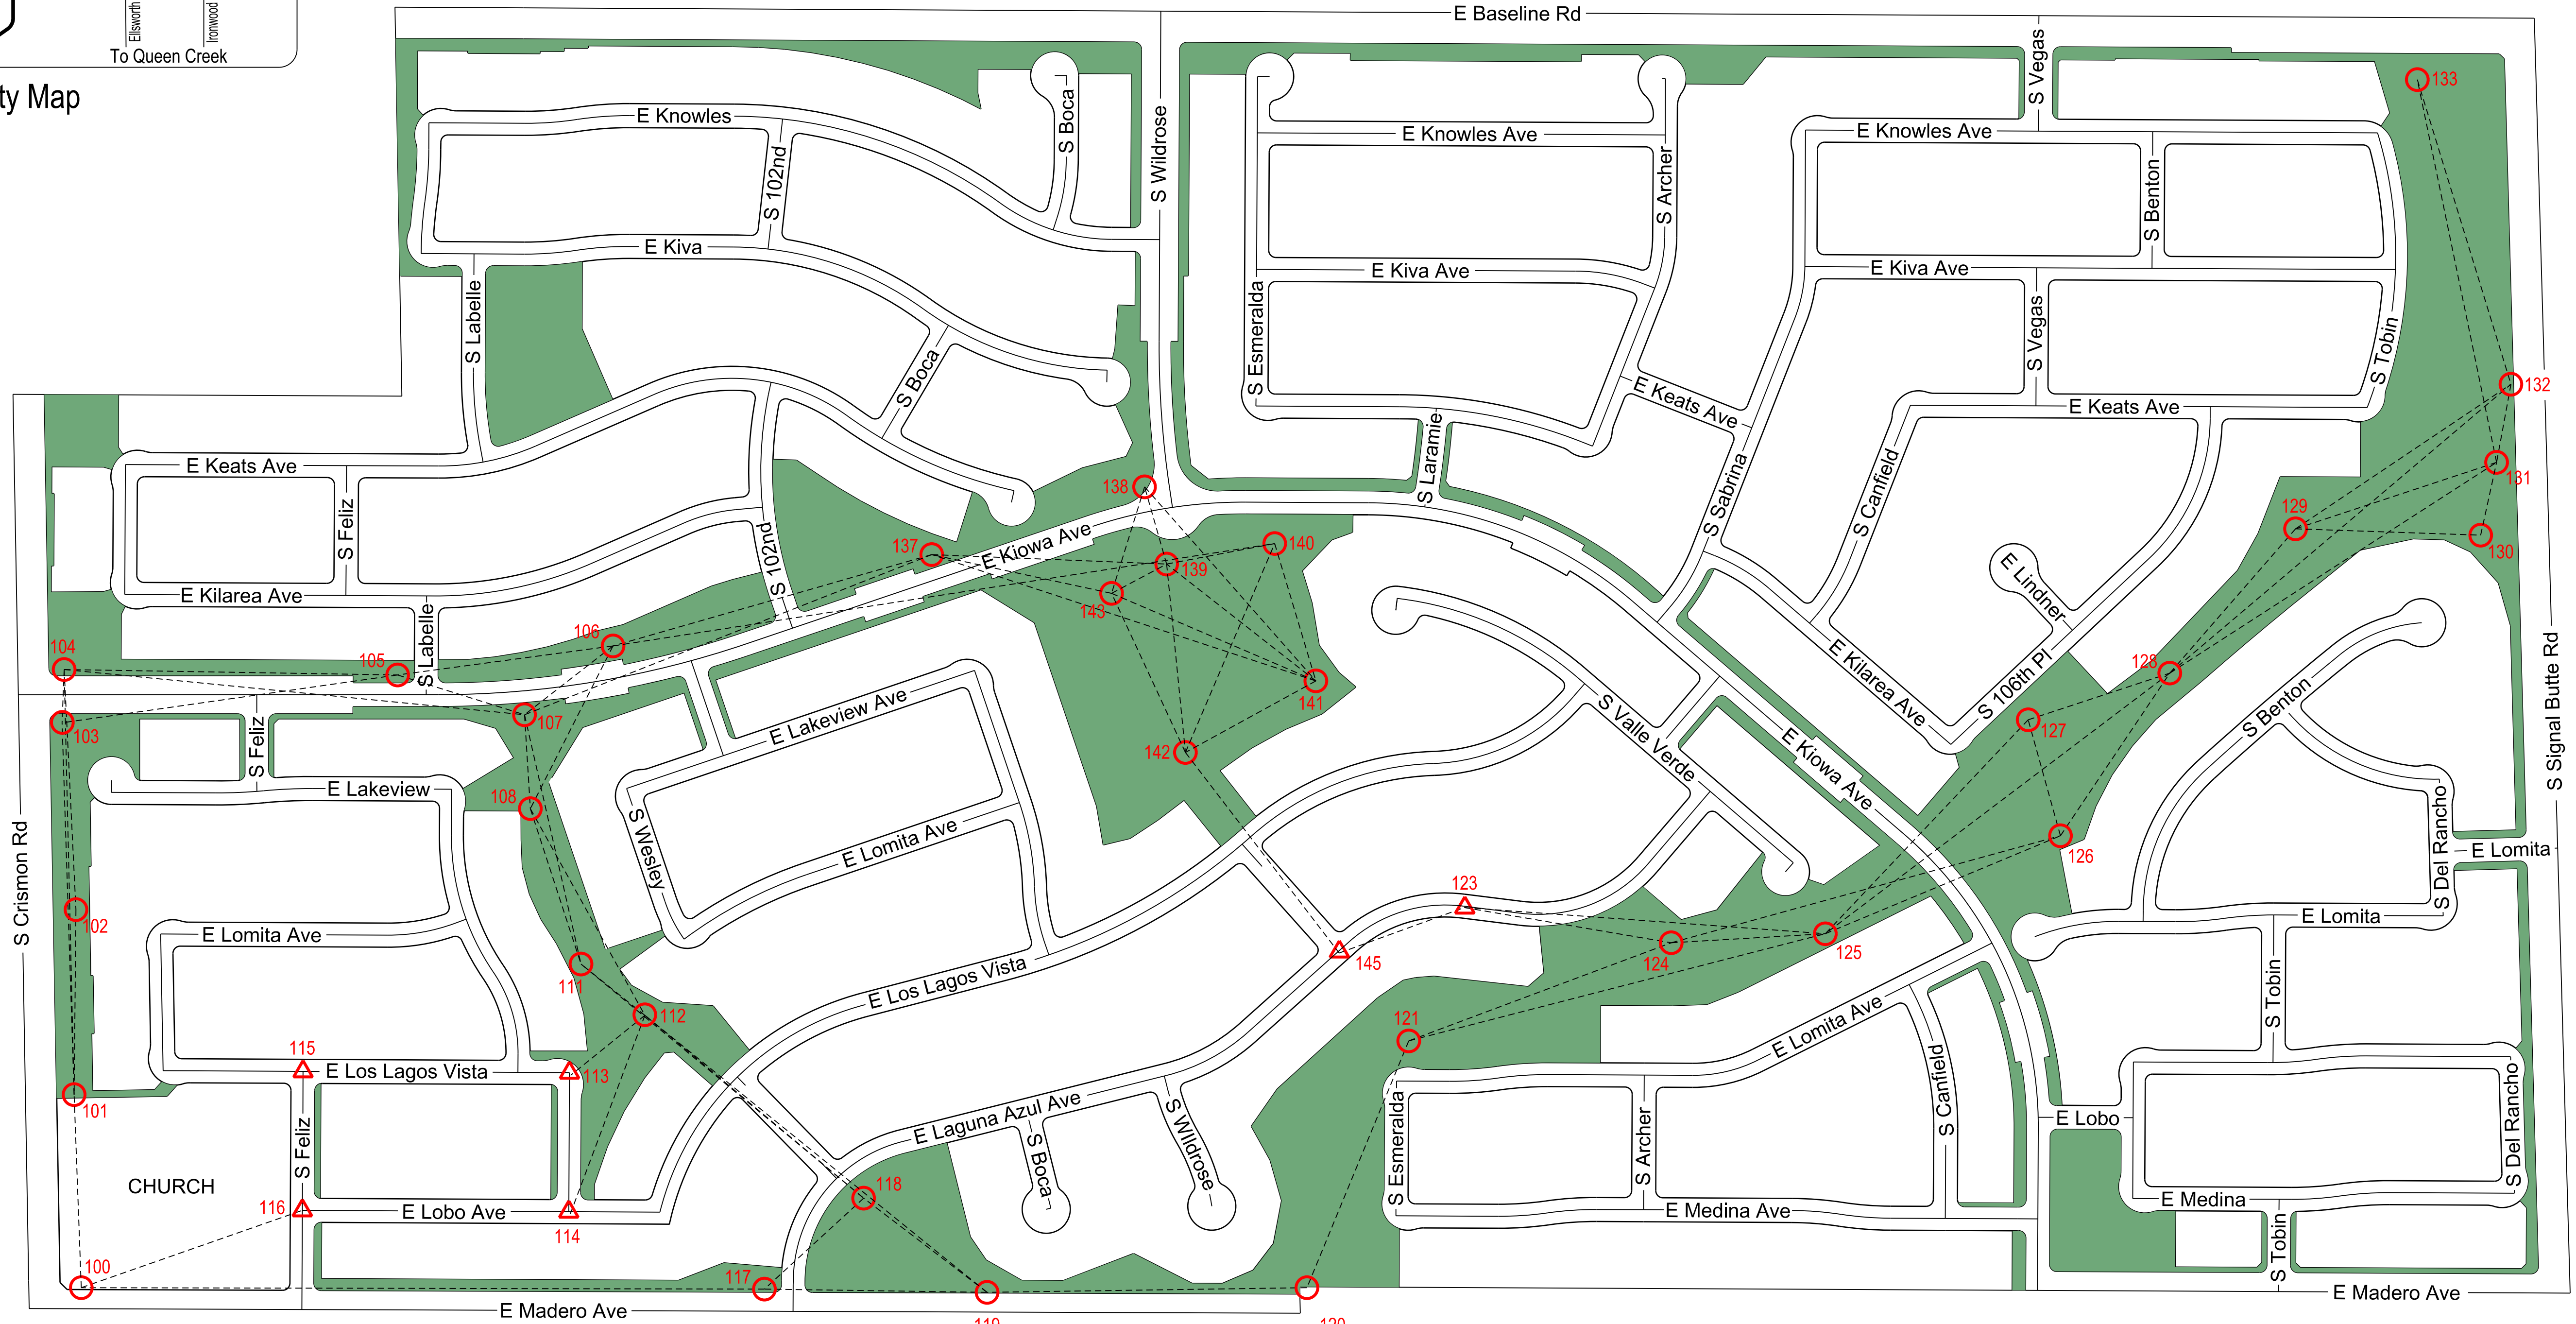 Ellsworth
Ironwood
To Queen Creek
ty Map
E Baseline Rd
S Vegas
133
S Boca
E Knowles
S Wildrose
E Knowles Ave
E Knowles Ave
S 102nd
S Archer
S Benton
E Kiva
E Kiva Ave
E Kiva Ave
S Labelle
S Esmeralda
S Vegas
S Tobin
S Boca
132
E Keats Ave
E Keats Ave
S Laramie
E Keats Ave
131
S Feliz
S 102nd
138
S Sabrina
S Canfield
129
130
137
E Kiowa Ave
140
139
E Lindner
E Kilarea Ave
143
S Labelle
106
E Kilarea Ave
S 106th Pl
104
105
128
141
103
107
S Feliz
E Lakeview Ave
142
S Valle Verde
E Kiowa Ave
127
S Benton
S Signal Butte Rd
E Lakeview
108
S Wesley
E Lomita Ave
126
S Del Rancho
E Lomita
S Crismon Rd
102
E Lomita Ave
123
E Lomita
111
E Los Lagos Vista
145
124
125
S Tobin
112
121
E Lomita Ave
115
E Los Lagos Vista
113
101
E Laguna Azul Ave
S Boca
S WIldrose
S Esmeralda
S Archer
S Canfield
E Lobo
S Del Rancho
S Feliz
CHURCH
116
E Lobo Ave
114
118
E Medina Ave
E Medina
S Tobin
100
117
E Madero Ave
E Madero Ave
119
120